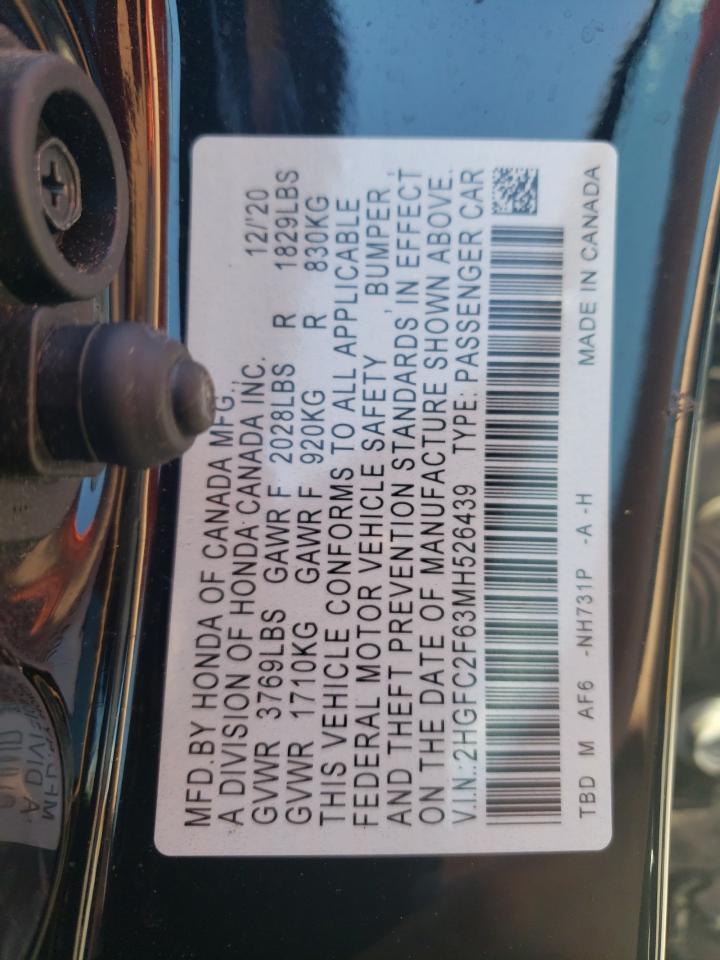 MFD.BY HONDA OF CANADA MFG.,
A DIVISION OF HONDA CANADA INC. 12/'20
GVWR 3769LBS GAWR F 2028LBS R 1829LBS
GVWR 1710KG GAWR F 920KG R 830KG
THIS VEHICLE CONFORMS TO ALL APPLICABLE
FEDERAL MOTOR VEHICLE SAFETY , BUMPER ,
AND THEFT PREVENTION STANDARDS IN EFFECT
ON THE DATE OF MANUFACTURE SHOWN ABOVE.
V.I.N.:2HGFC2F63MH526439 TYPE: PASSENGER CAR
TBD M AF6 -NH731P -A -H MADE IN CANADA